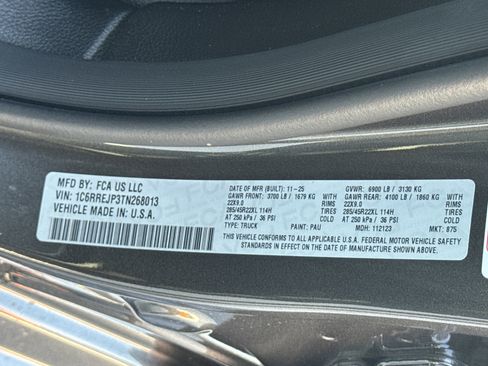 MFD BY: FCA US LLC
VIN: 1C6RREJP3TN268013
VEHICLE MADE IN: U.S.A.
DATE OF MFR (BUILT): 11-25 GVWR: 6900 LB / 3130 KG
GAWR FRONT: 3700 LB / 1679 KG WITH GAWR REAR: 4100 LB / 1860 KG WITH
22X9.0 RIMS 22X9.0 RIMS
285/45R22XL 114H TIRES 285/45R22XL 114H TIRES
AT 250 kPa / 36 PSI COLD AT 250 kPa / 36 PSI COLD
TYPE: TRUCK PAINT: PAU MDH: 112123 MKT: 875
THIS VEHICLE CONFORMS TO ALL APPLICABLE U.S.A. FEDERAL MOTOR VEHICLE SAFETY
STANDARDS IN EFFECT ON THE DATE OF MANUFACTURE SHOWN ABOVE.